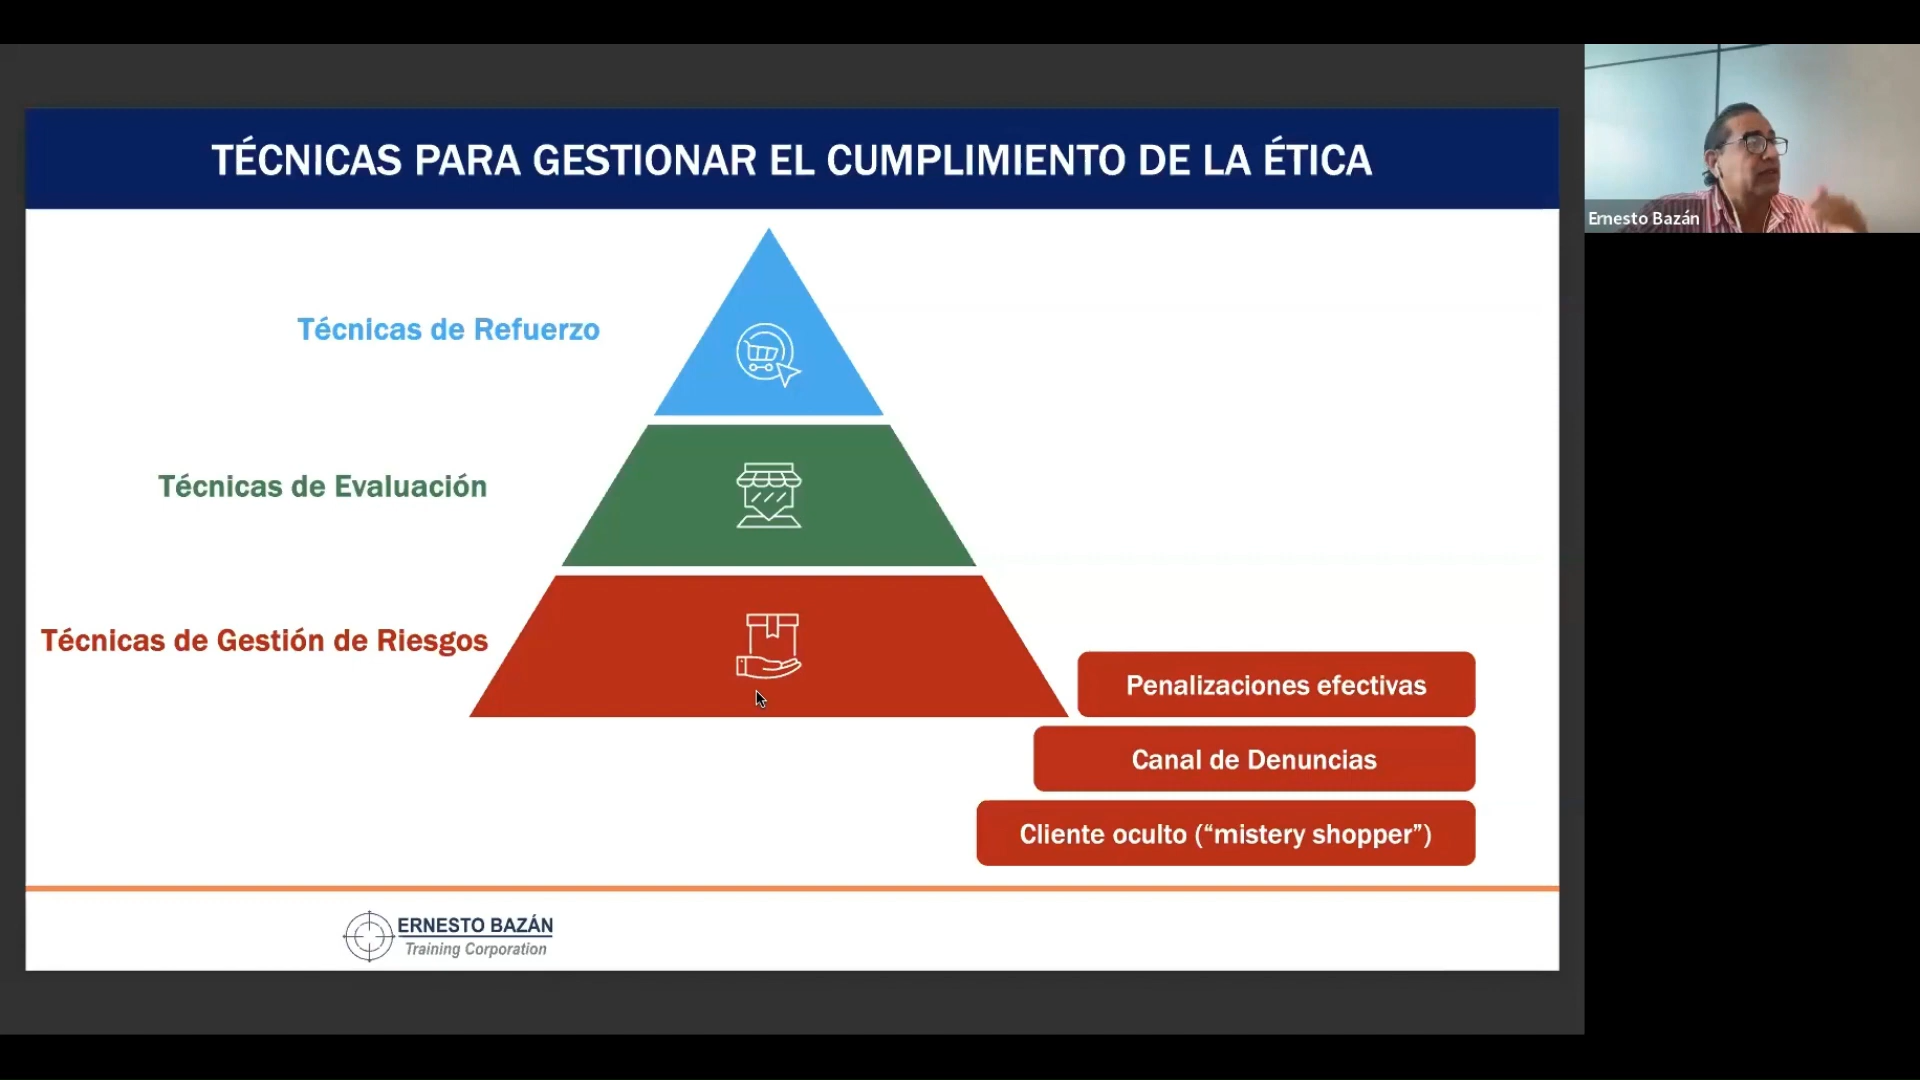 TÉCNICAS PARA GESTIONAR EL CUMPLIMIENTO DE LA ÉTICA
Ernesto Bazán
Técnicas de Refuerzo
Técnicas de Evaluación
Técnicas de Gestión de Riesgos
Penalizaciones efectivas
Canal de Denuncias
Cliente oculto (“mistery shopper”)
ERNESTO BAZÁN
Training Corporation